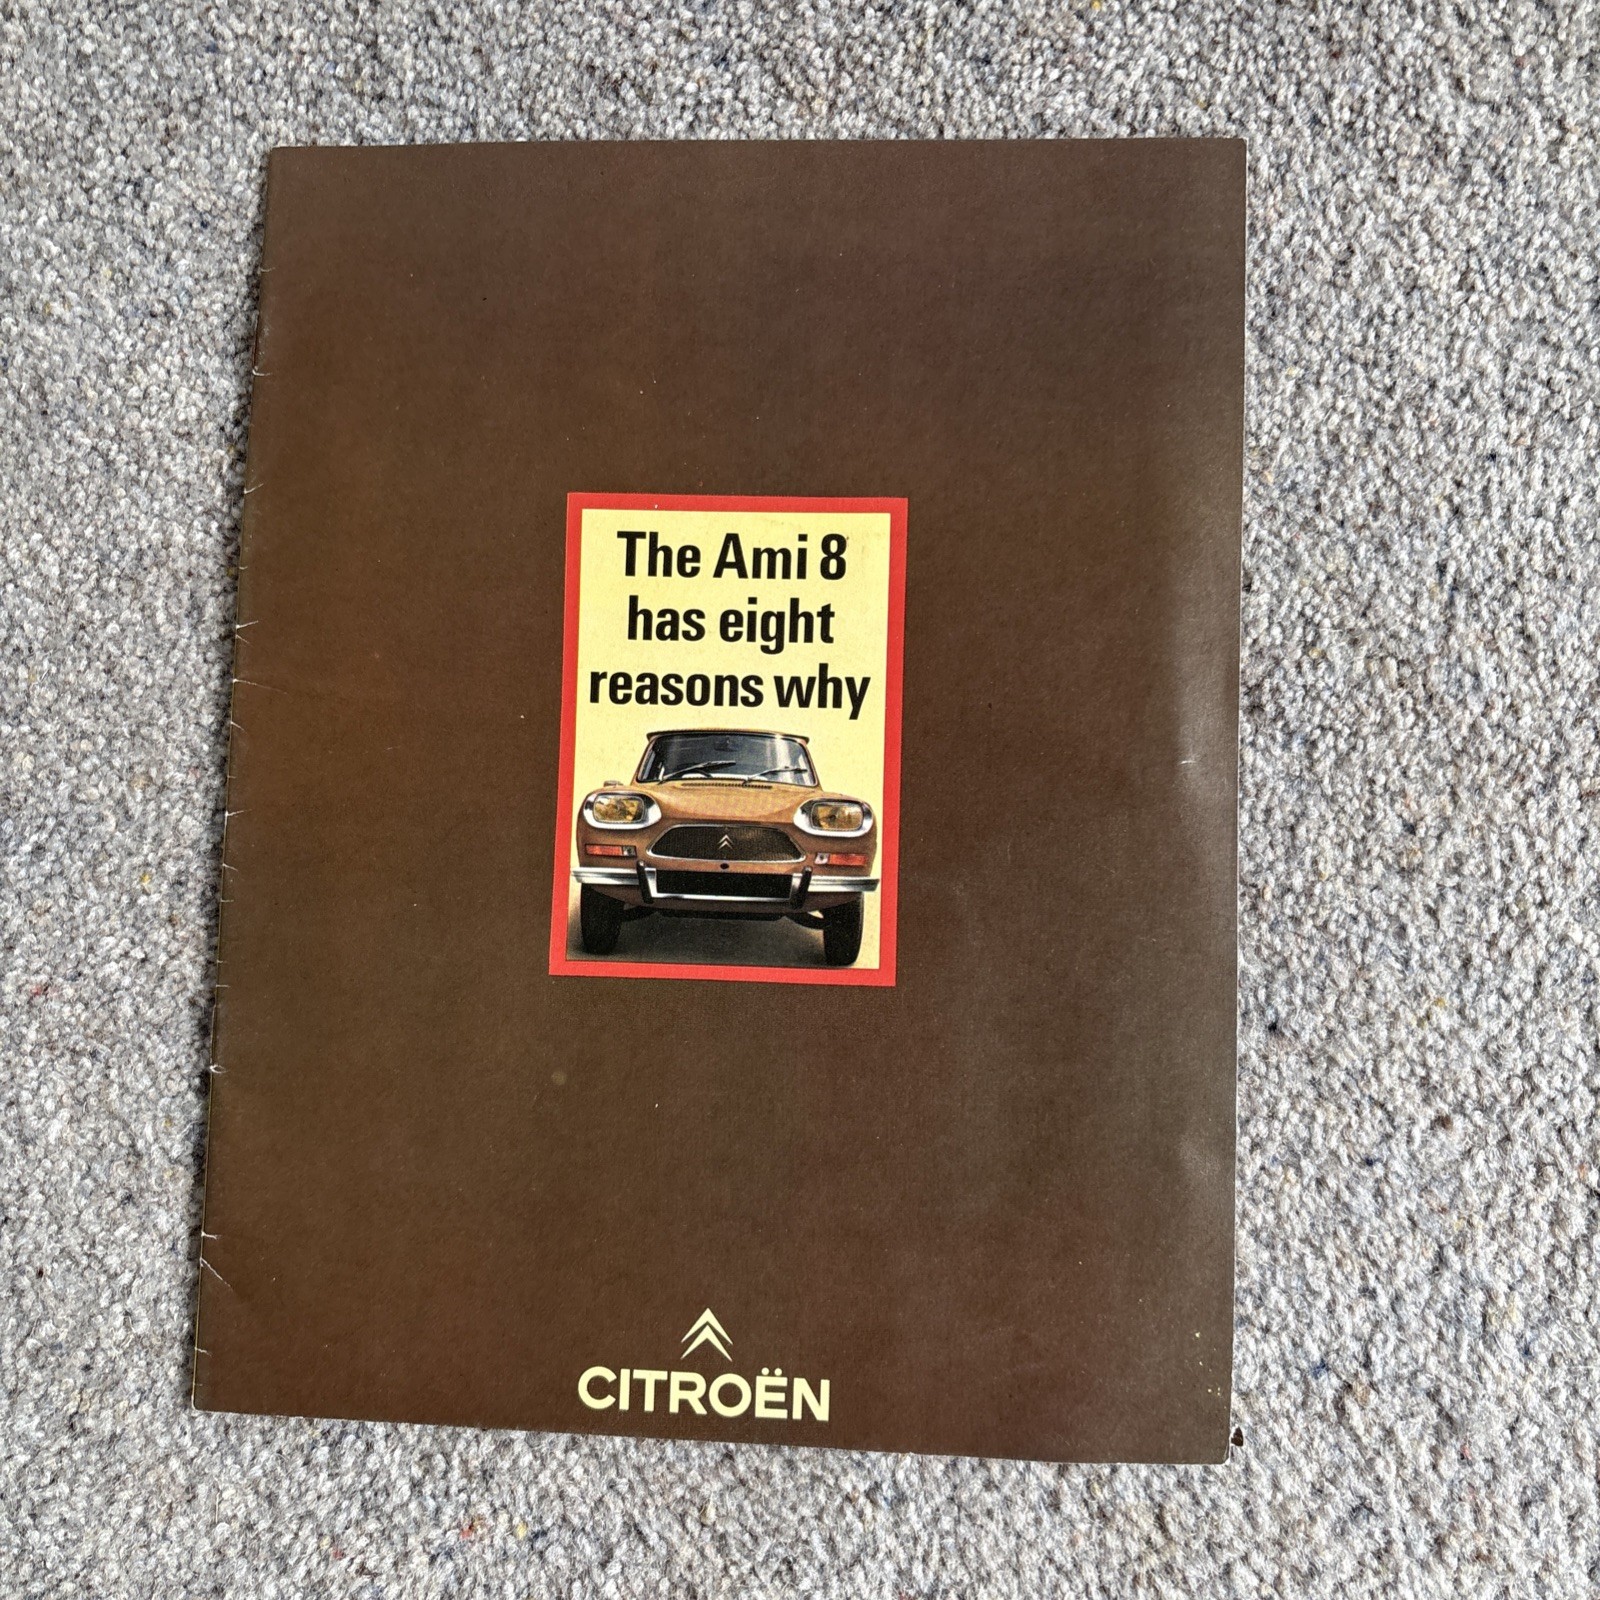 The Ami 8
has eight
reasons why
CITROËN